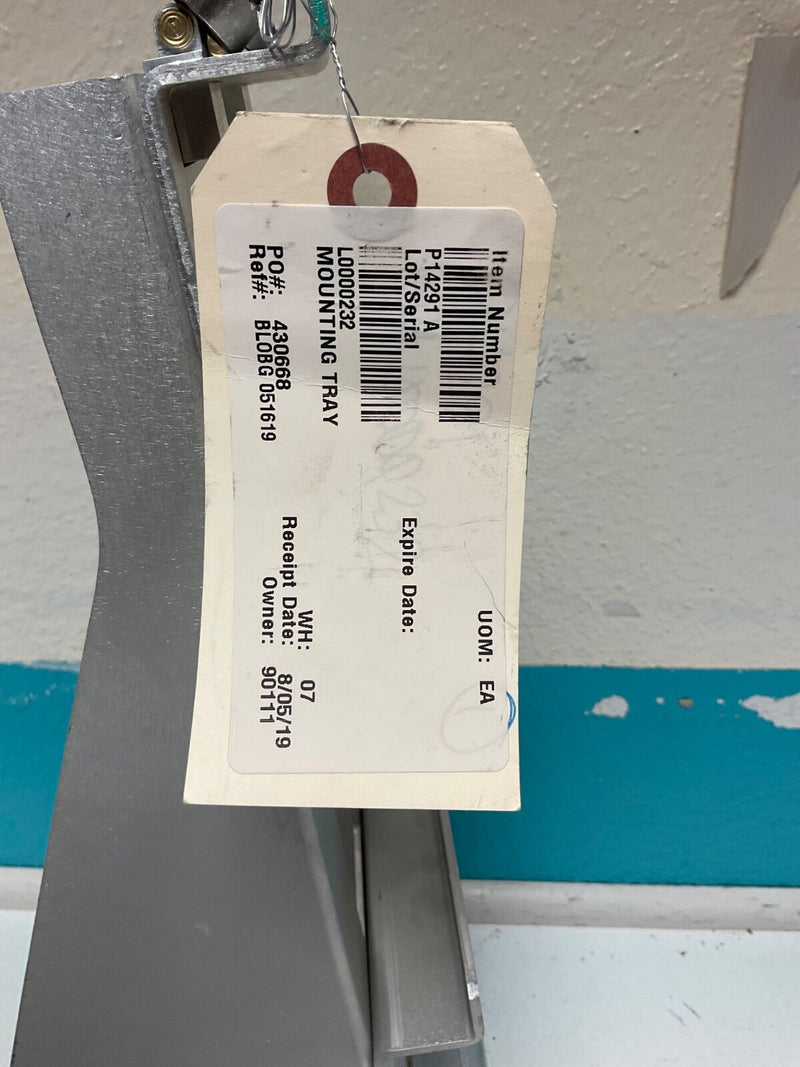 Item Number
UOM: EA
P14291 A
Lot/Serial
Expire Date:
L0000232
MOUNTING TRAY
WH: 07
PO#: 430668
Receipt Date: 8/05/19
Ref#: BLOBG 051619
Owner: 90111